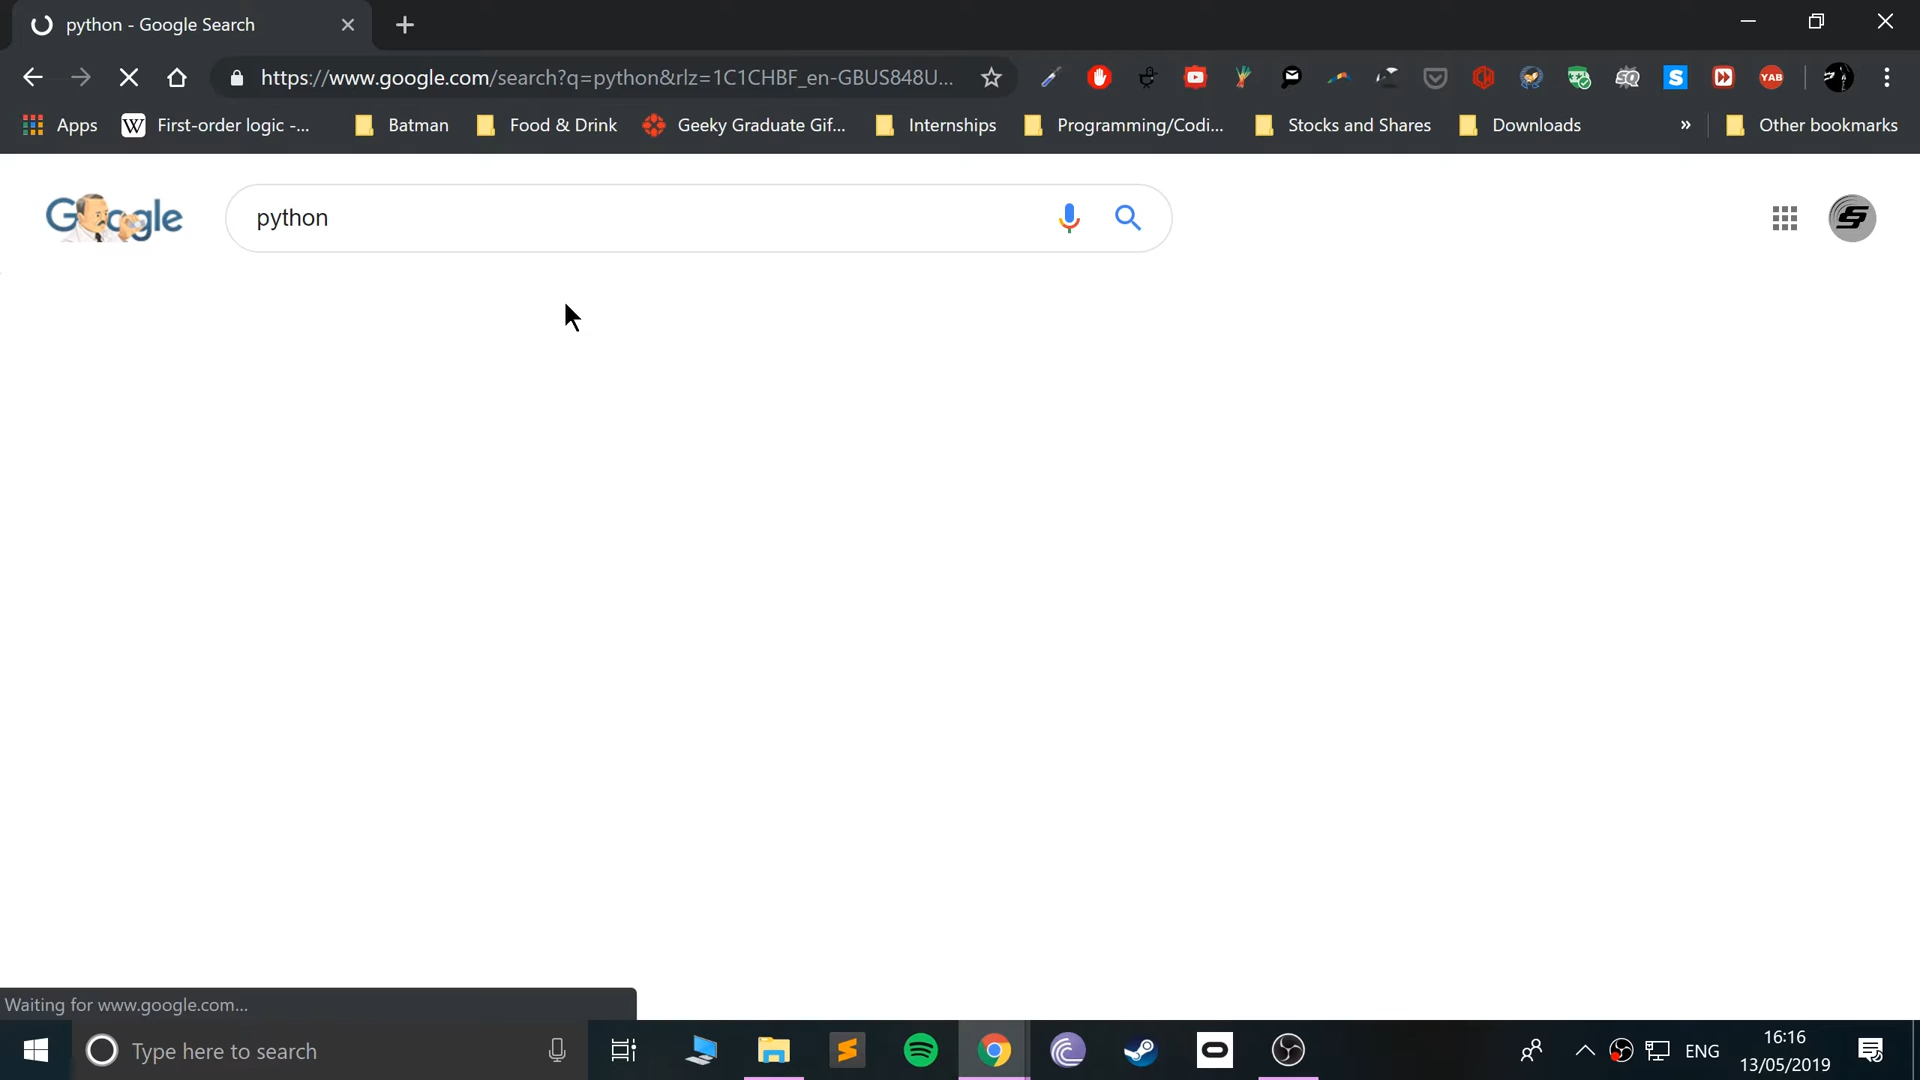 python - Google Search
https://www.google.com/search?q=python&rlz=1C1CHBF_en-GBUS848U...
YAB
Apps
W First-order logic -...
Batman
Food & Drink
Geeky Graduate Gif...
Internships
Programming/Codi...
Stocks and Shares
Downloads
»
Other bookmarks
Google
python
Waiting for www.google.com...
Type here to search
ENG
16:16
13/05/2019